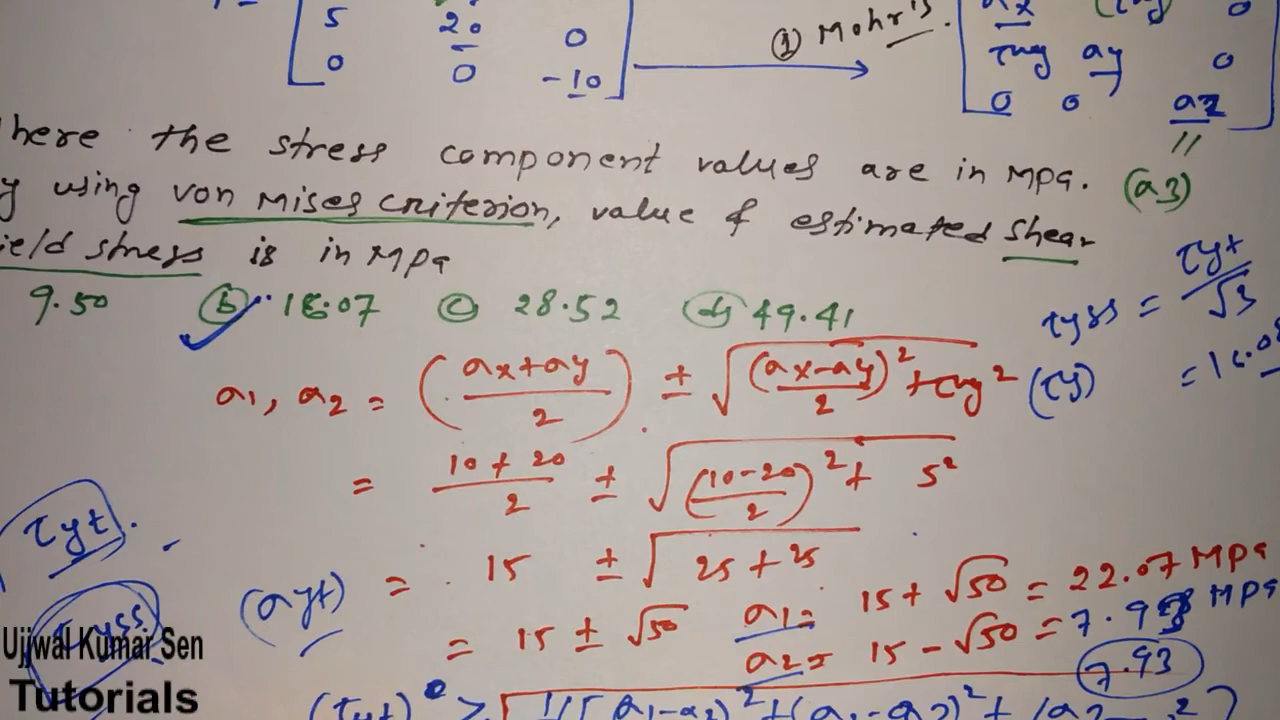 5 20 0
0 0 -10
① Mohr's.
τxy σy 0
0 0 σz
||
(σ3)
here the stress component values are in MPa.
y using von Mises criterion, value of estimated shear
ield stress is in MPa
9.50 (b) 16.07 (c) 28.52 (d) 49.41
τyss = τyt/√3
(τy) = 16.0
σ1, σ2 = ((σx+σy)/2) ± √((σx-σy)/2)² + τxy²
= (10+20)/2 ± √((10-20)/2)² + 5²
τyt.
(σyt) = 15 ± √25+25
= 15 ± √50 σ1= 15+√50 = 22.07 MPa
σ2= 15-√50 = 7.93 MPa
7.93
yss
Ujjwal Kumar Sen
Tutorials